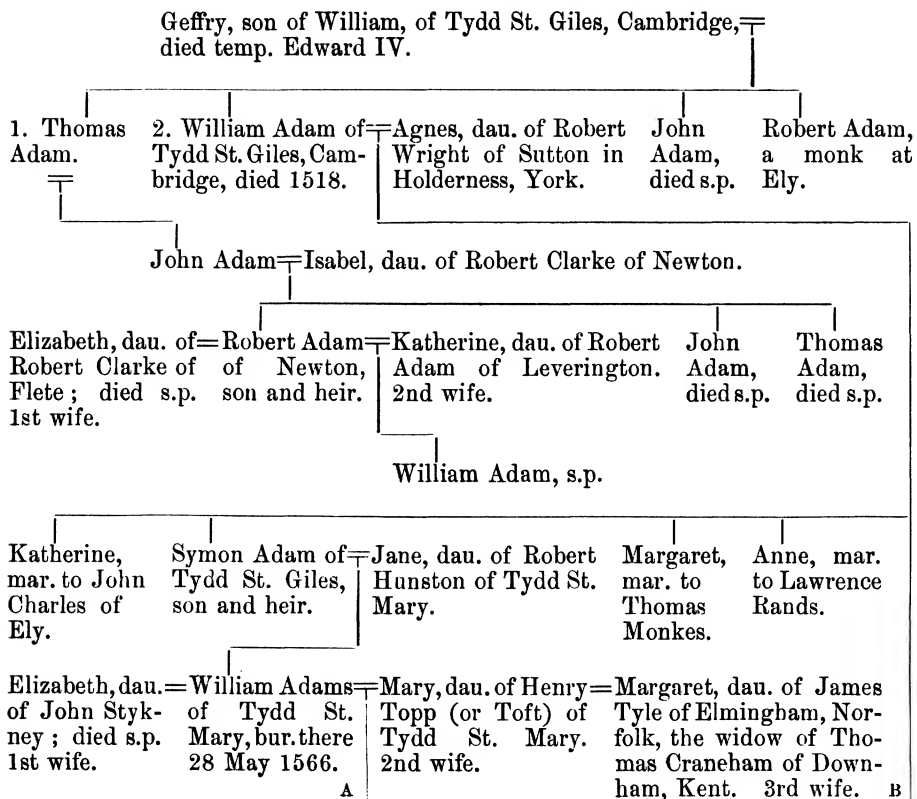 Geffry, son of William, of Tydd St. Giles, Cambridge,
died temp. Edward IV.
1. Thomas
Adam.
2. William Adam of
Tydd St. Giles, Cam-
bridge, died 1518.
Agnes, dau. of Robert
Wright of Sutton in
Holderness, York.
John
Adam,
died s.p.
Robert Adam,
a monk at
Ely.
John Adam
Isabel, dau. of Robert Clarke of Newton.
Elizabeth, dau. of
Robert Clarke of
Flete ; died s.p.
1st wife.
Robert Adam
of Newton,
son and heir.
Katherine, dau. of Robert
Adam of Leverington.
2nd wife.
John
Adam,
died s.p.
Thomas
Adam,
died s.p.
William Adam, s.p.
Katherine,
mar. to John
Charles of
Ely.
Symon Adam of
Tydd St. Giles,
son and heir.
Jane, dau. of Robert
Hunston of Tydd St.
Mary.
Margaret,
mar. to
Thomas
Monkes.
Anne, mar.
to Lawrence
Rands.
Elizabeth, dau.
of John Styk-
ney ; died s.p.
1st wife.
William Adams
of Tydd St.
Mary, bur. there
28 May 1566.
A
Mary, dau. of Henry
Topp (or Toft) of
Tydd St. Mary.
2nd wife.
Margaret, dau. of James
Tyle of Elmingham, Nor-
folk, the widow of Tho-
mas Craneham of Down-
ham, Kent. 3rd wife.
B